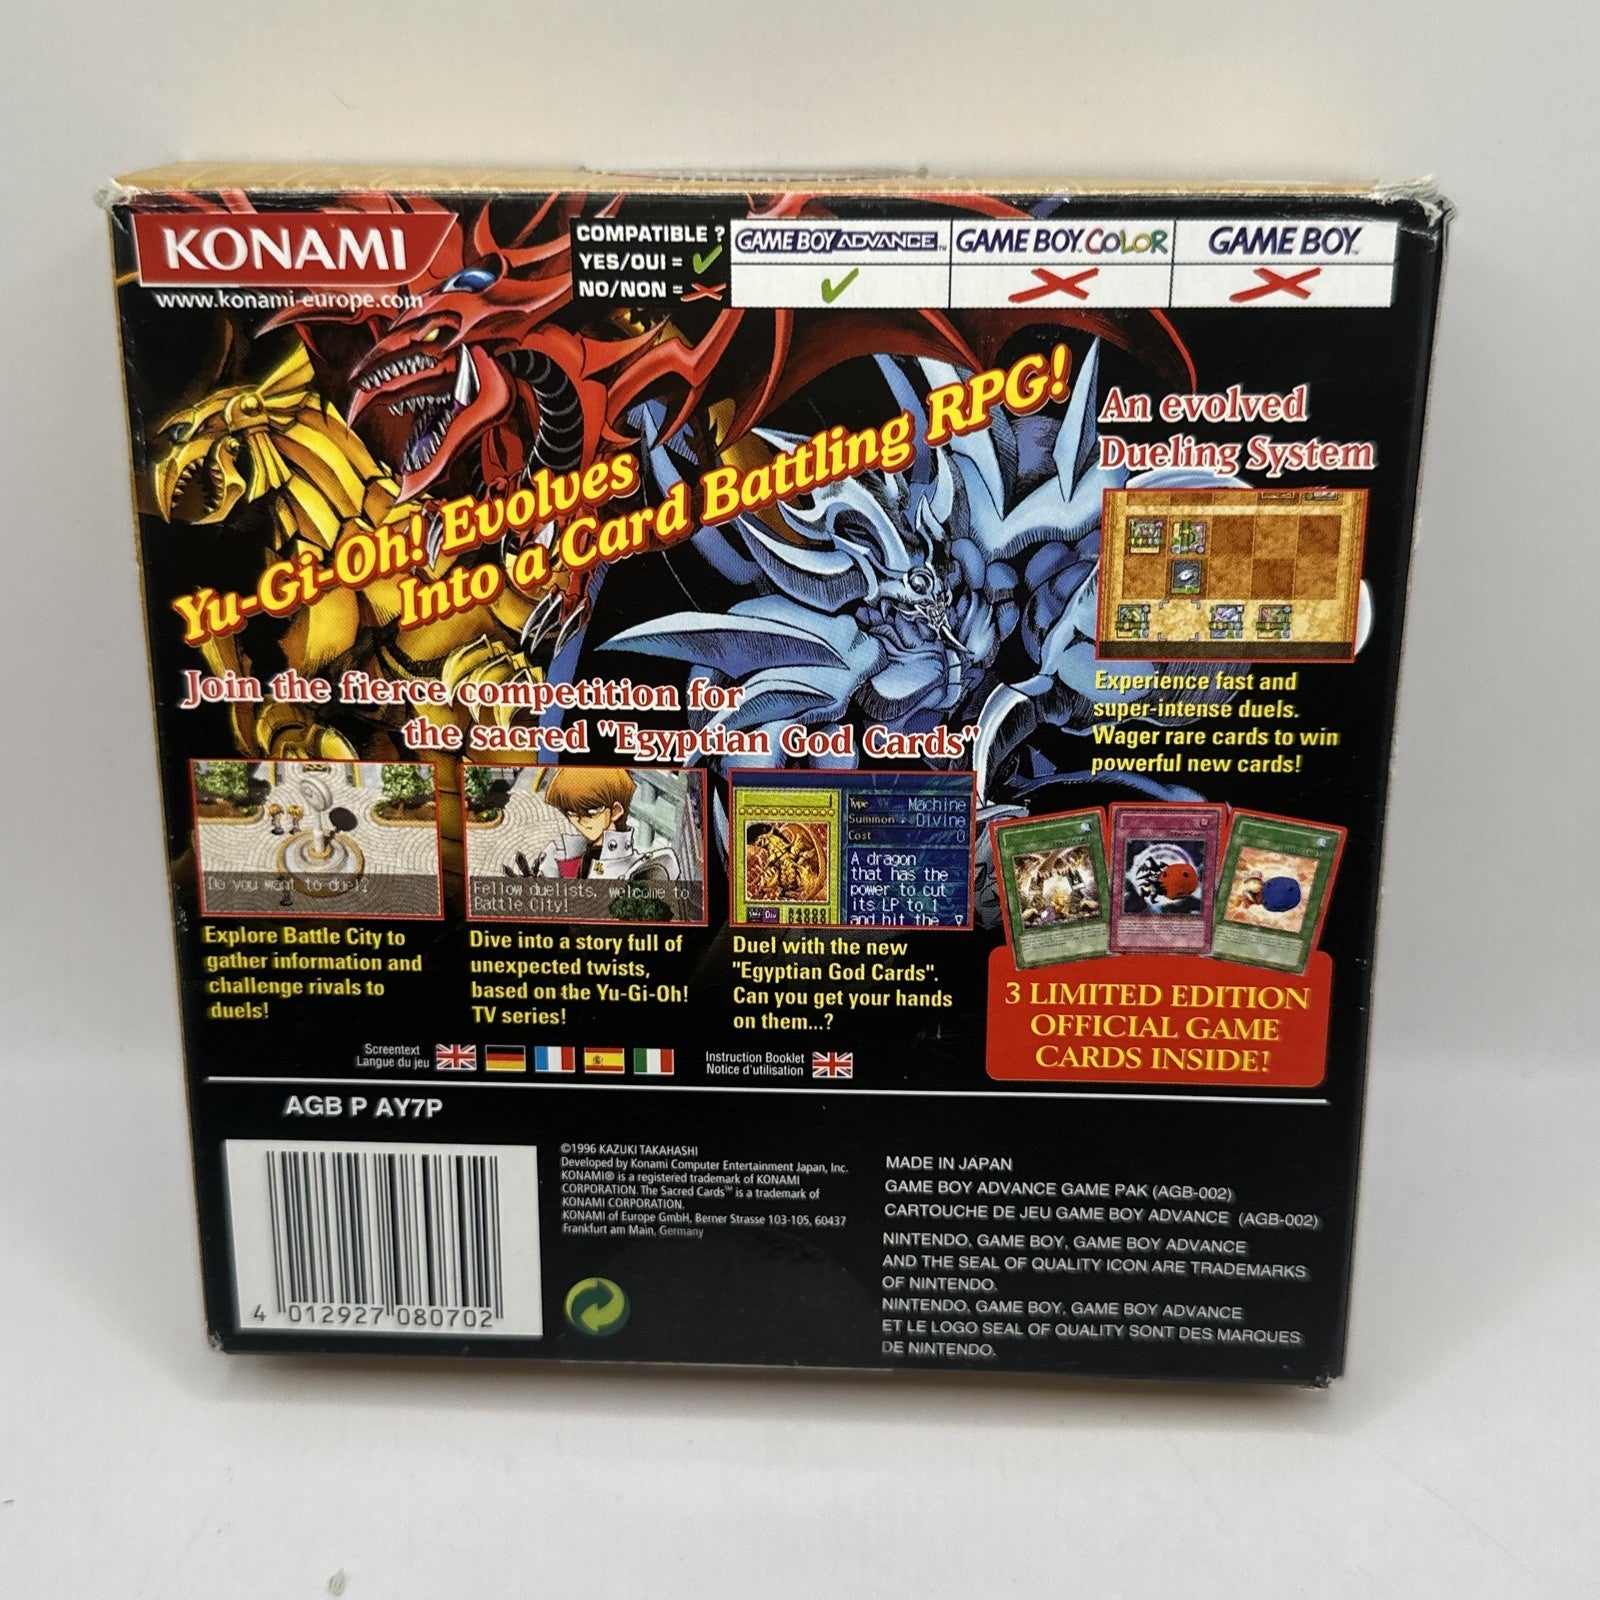 KONAMI
www.konami-europe.com
COMPATIBLE ?
YES/OUI =
NO/NON =
GAME BOY ADVANCE
GAME BOY COLOR
GAME BOY
Yu-Gi-Oh! Evolves
Into a Card Battling RPG!
An evolved
Dueling System
Experience fast and
super-intense duels.
Wager rare cards to win
powerful new cards!
Join the fierce competition for
the sacred "Egyptian God Cards"
Do you want to duel?
Fellow duelists, welcome to
Battle City!
Type Machine
Summon Divine
Cost 0
A dragon
that has the
power to cut
its LP to 1
and hit the
Explore Battle City to
gather information and
challenge rivals to
duels!
Dive into a story full of
unexpected twists,
based on the Yu-Gi-Oh!
TV series!
Duel with the new
"Egyptian God Cards".
Can you get your hands
on them...?
3 LIMITED EDITION
OFFICIAL GAME
CARDS INSIDE!
Screentext
Langue du jeu
Instruction Booklet
Notice d'utilisation
AGB P AY7P
4 012927 080702
©1996 KAZUKI TAKAHASHI
Developed by Konami Computer Entertainment Japan, Inc.
KONAMI® is a registered trademark of KONAMI
CORPORATION. The Sacred Cards™ is a trademark of
KONAMI CORPORATION.
KONAMI of Europe GmbH, Berner Strasse 103-105, 60437
Frankfurt am Main, Germany
MADE IN JAPAN
GAME BOY ADVANCE GAME PAK (AGB-002)
CARTOUCHE DE JEU GAME BOY ADVANCE (AGB-002)
NINTENDO, GAME BOY, GAME BOY ADVANCE
AND THE SEAL OF QUALITY ICON ARE TRADEMARKS
OF NINTENDO.
NINTENDO, GAME BOY, GAME BOY ADVANCE
ET LE LOGO SEAL OF QUALITY SONT DES MARQUES
DE NINTENDO.